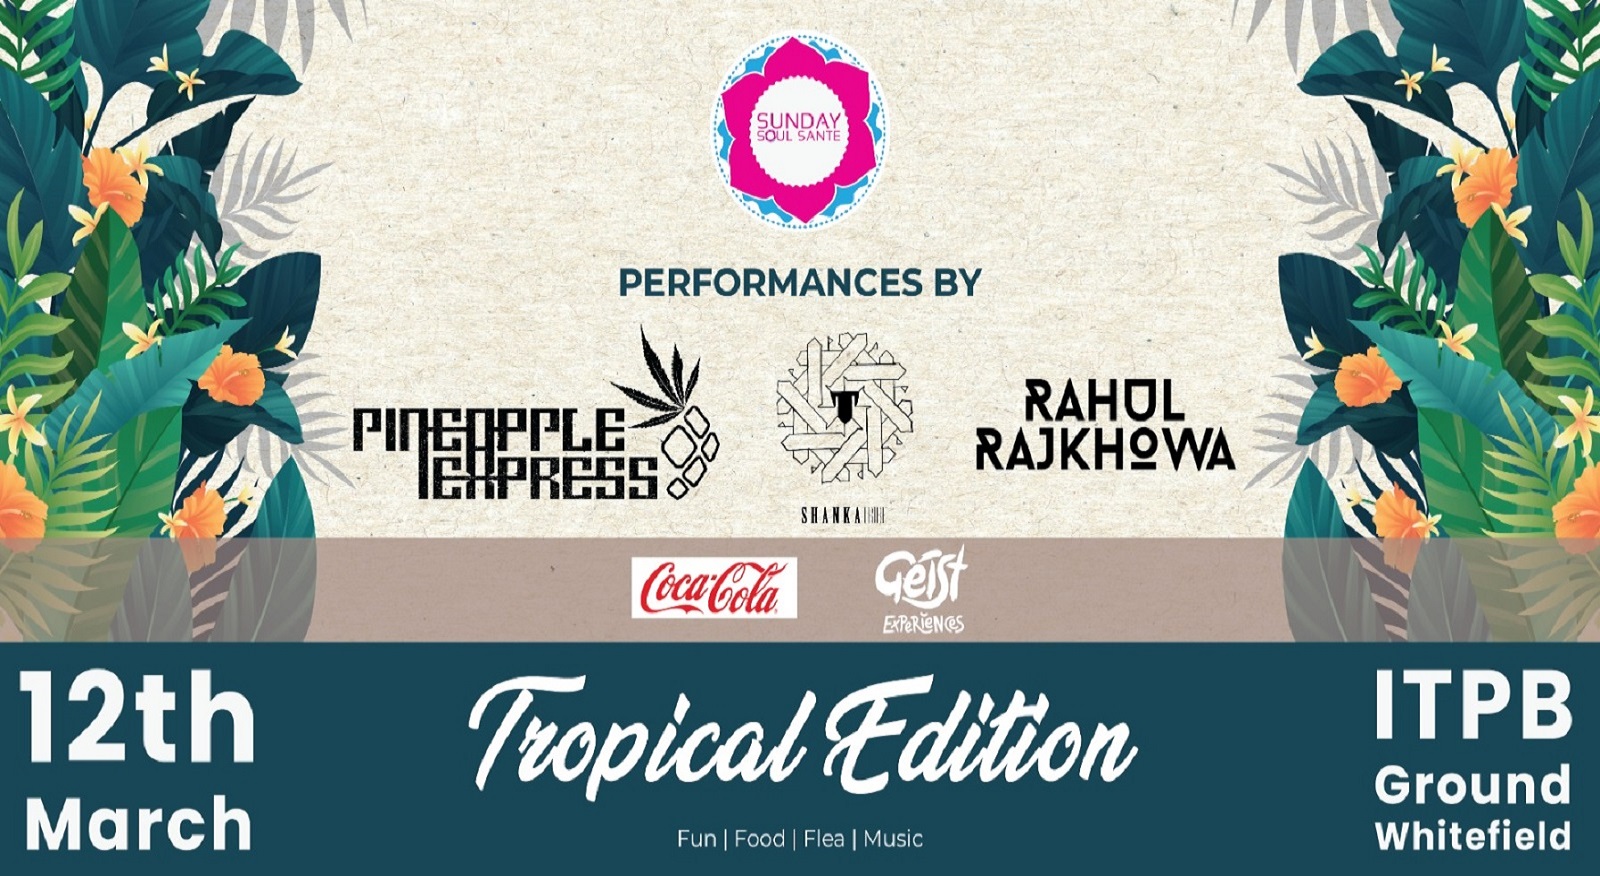 SUNDAY
SOUL SANTE
PERFORMANCES BY
PINEAPPLE
EXPRESS
RAHUL
RAJKHOWA
SHANKA
Coca-Cola
Geist
EXPERiENCES
12th
March
Tropical Edition
Fun | Food | Flea | Music
ITPB
Ground
Whitefield